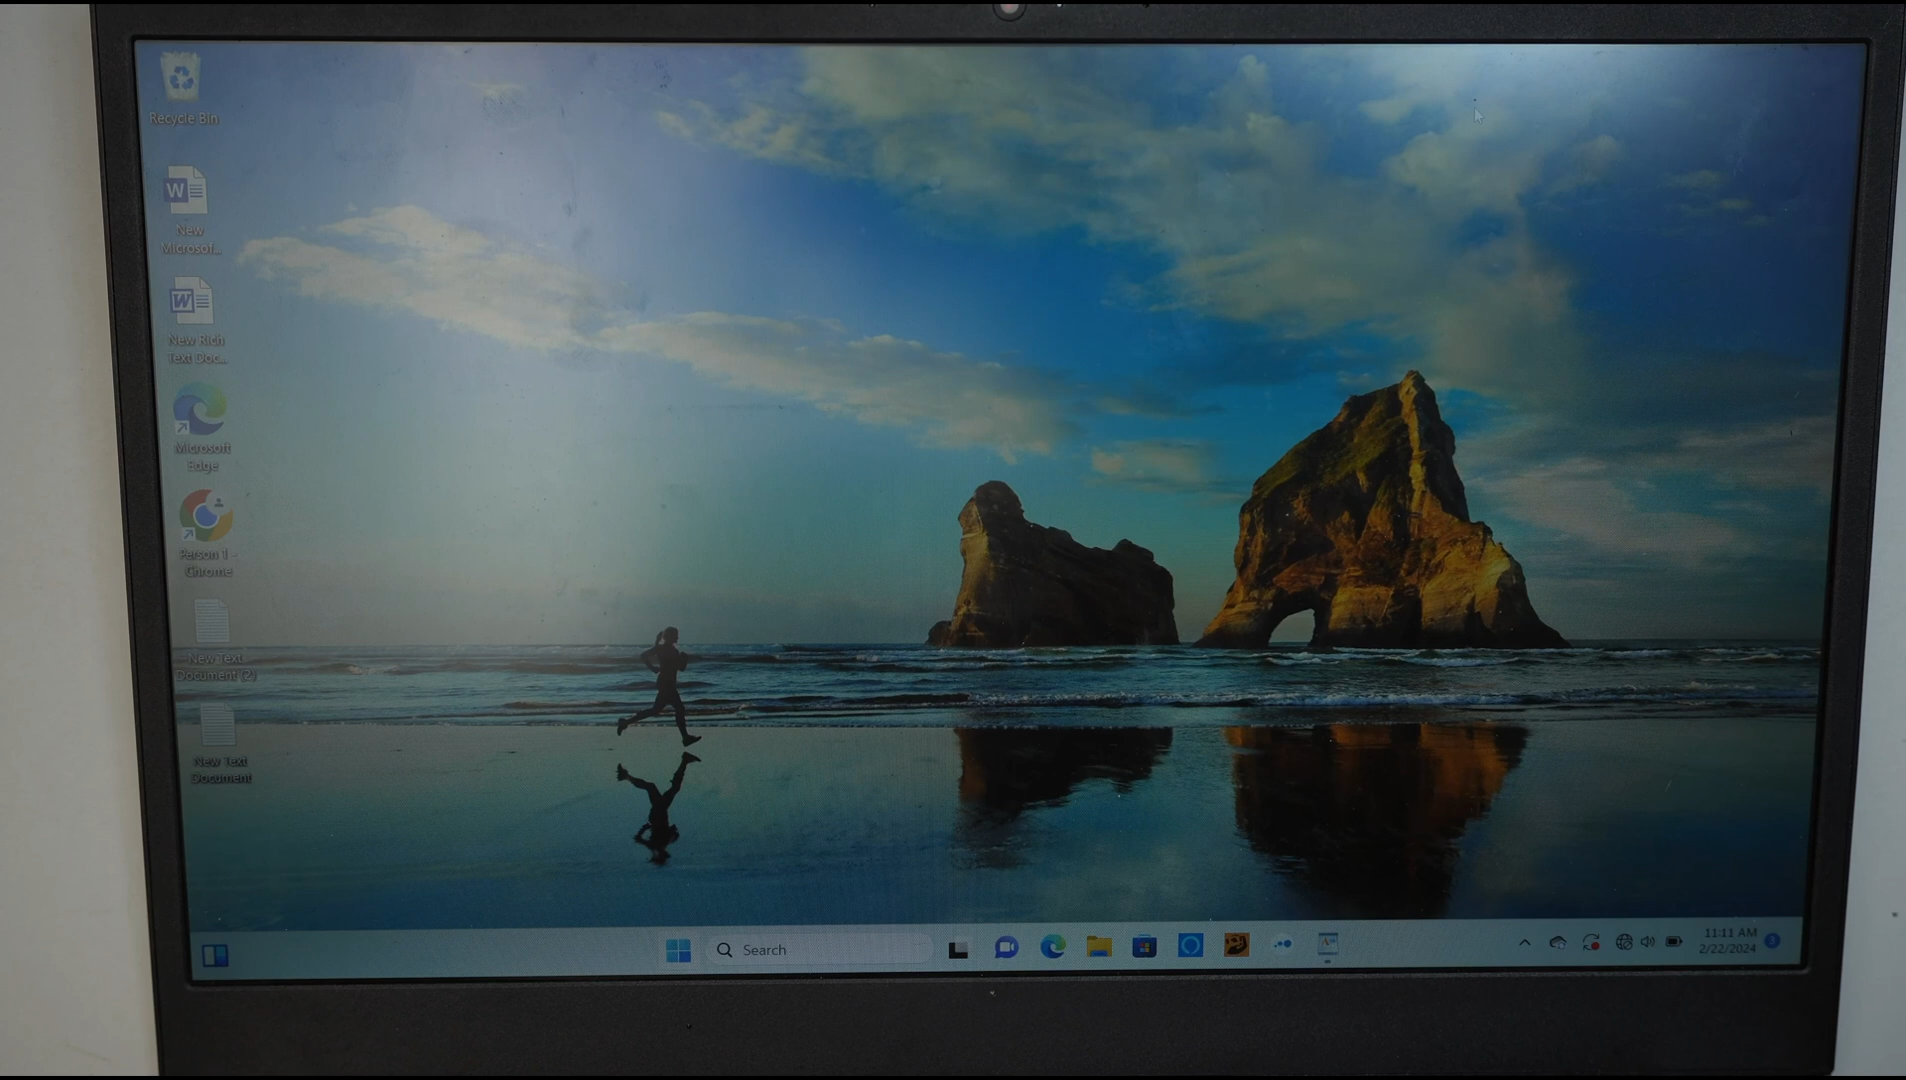 Recycle Bin
New
Microsof...
New Rich
Text Doc...
Microsoft
Edge
Person 1 -
Chrome
New Text
Document (2)
New Text
Document
Search
11:11 AM
2/22/2024